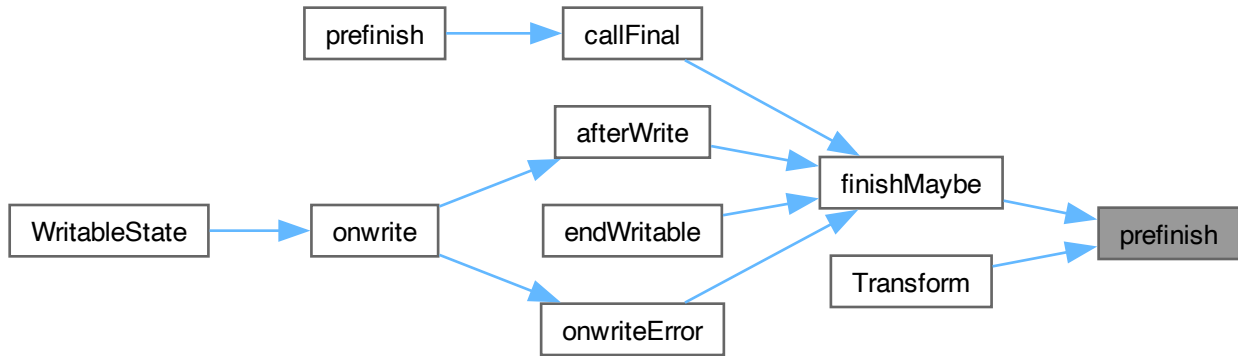 prefinish
callFinal
afterWrite
finishMaybe
WritableState
onwrite
endWritable
prefinish
Transform
onwriteError